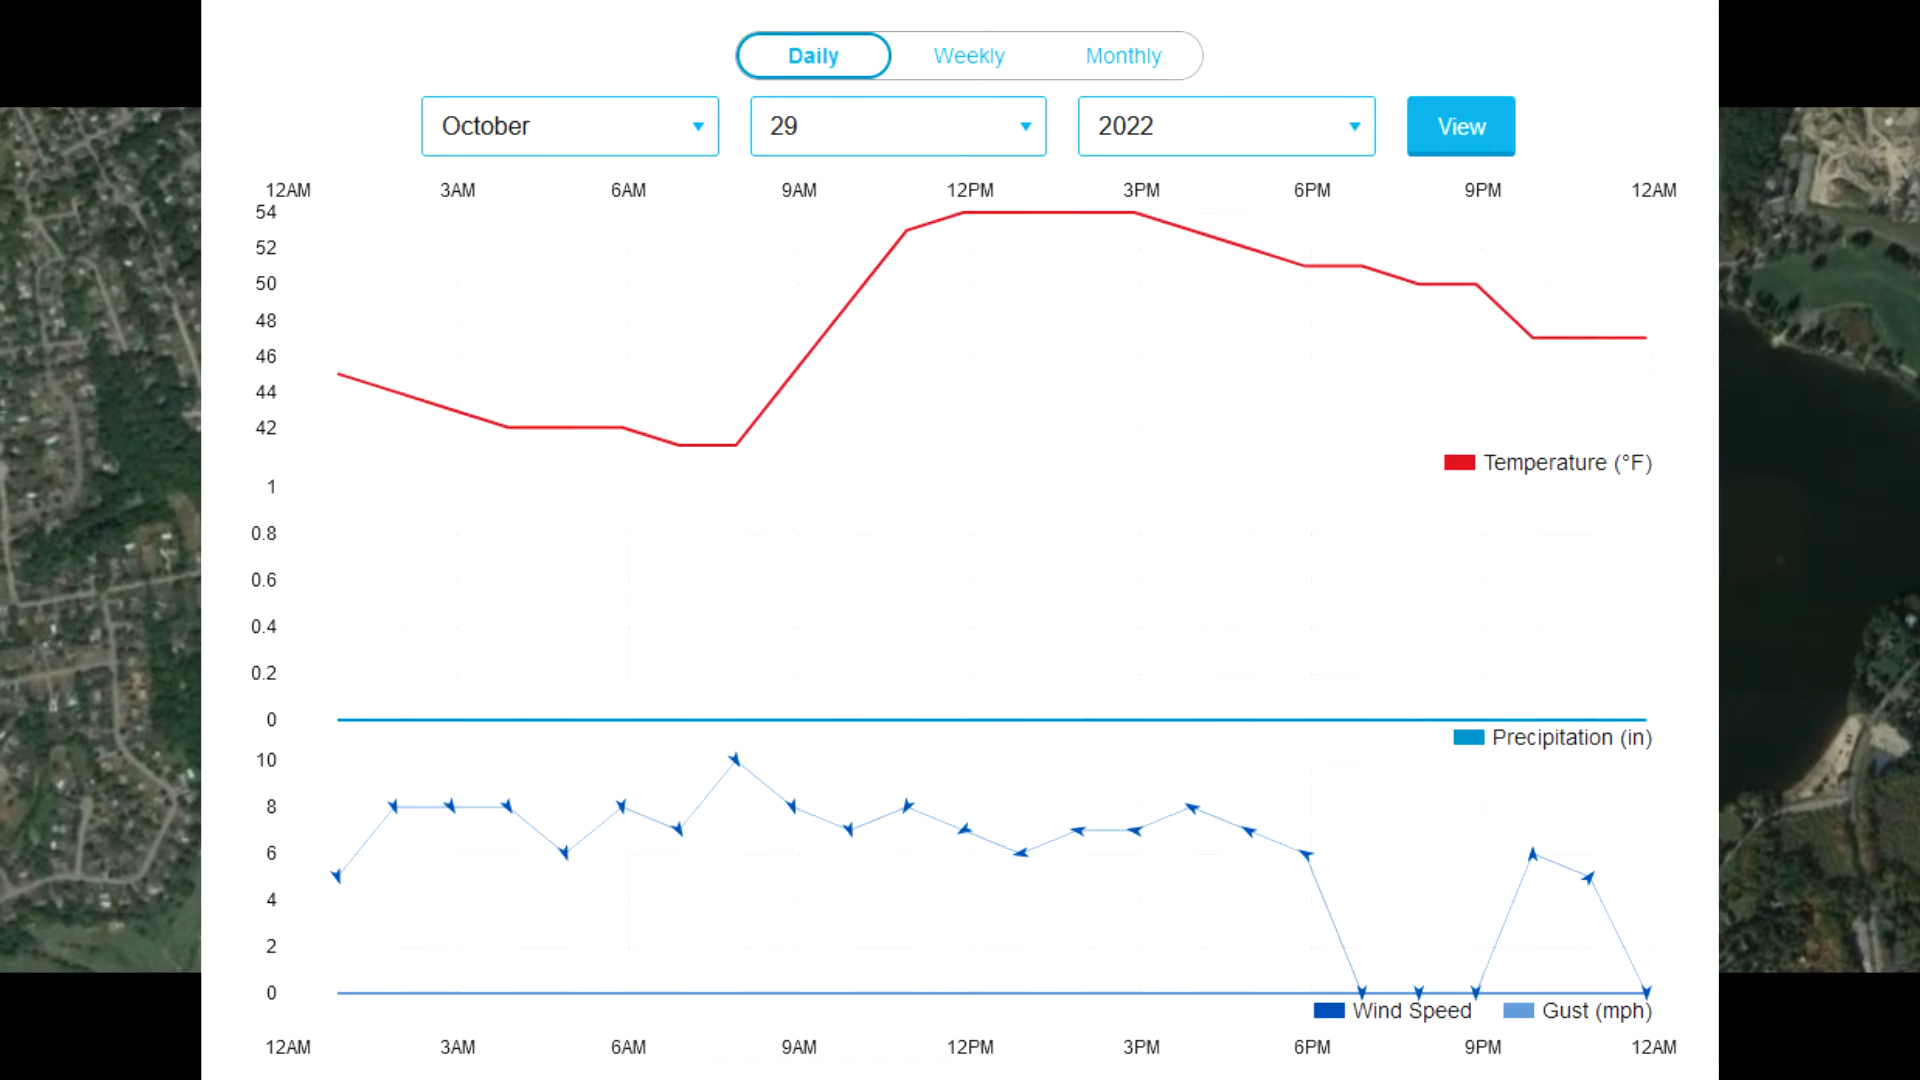 Daily Weekly Monthly
October 29 2022 View
12AM 3AM 6AM 9AM 12PM 3PM 6PM 9PM 12AM
54
52
50
48
46
44
42
Temperature (°F)
1
0.8
0.6
0.4
0.2
0
Precipitation (in)
10
8
6
4
2
0
Wind Speed Gust (mph)
12AM 3AM 6AM 9AM 12PM 3PM 6PM 9PM 12AM